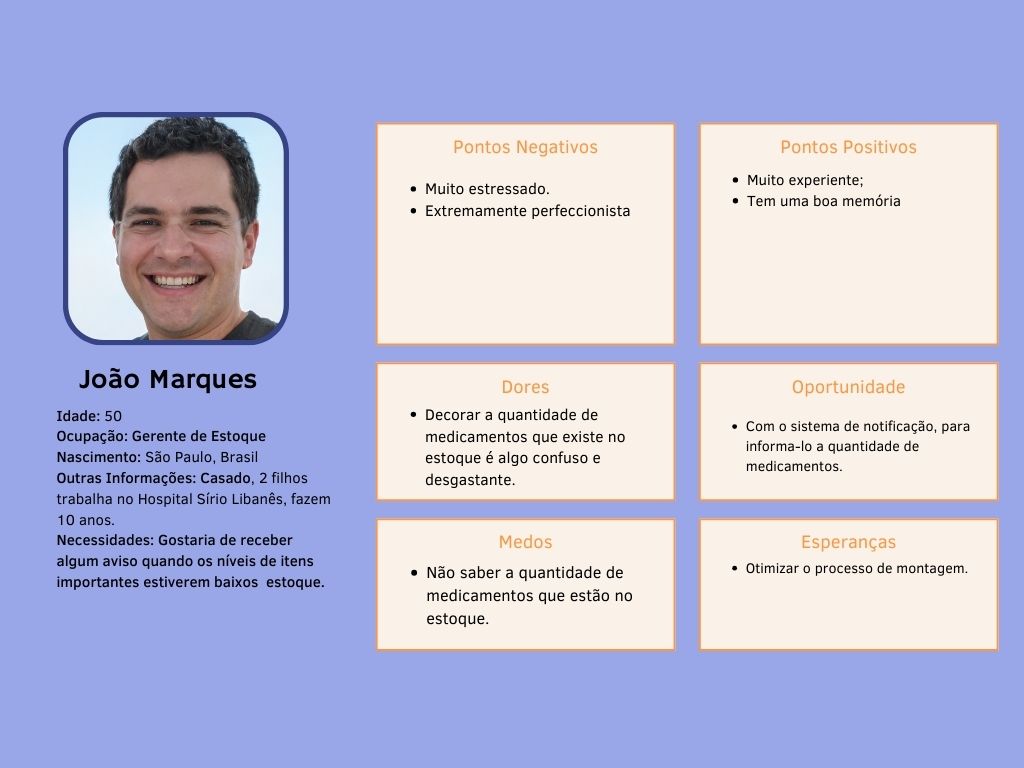 João Marques
Idade: 50
Ocupação: Gerente de Estoque
Nascimento: São Paulo, Brasil
Outras Informações: Casado, 2 filhos
trabalha no Hospital Sírio Libanês, fazem
10 anos.
Necessidades: Gostaria de receber
algum aviso quando os níveis de itens
importantes estiverem baixos  estoque.
Pontos Negativos
• Muito estressado.
• Extremamente perfeccionista
Pontos Positivos
• Muito experiente;
• Tem uma boa memória
Dores
• Decorar a quantidade de
medicamentos que existe no
estoque é algo confuso e
desgastante.
Oportunidade
• Com o sistema de notificação, para
informa-lo a quantidade de
medicamentos.
Medos
• Não saber a quantidade de
medicamentos que estão no
estoque.
Esperanças
• Otimizar o processo de montagem.